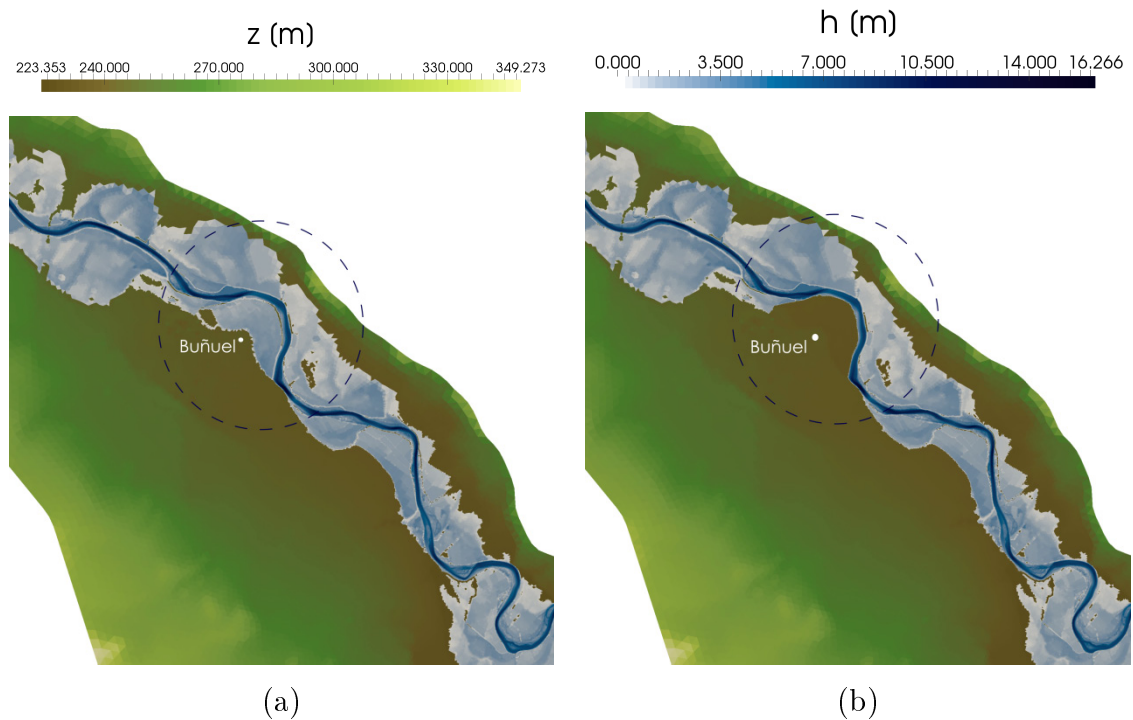 z (m)
223.353 240.000 270.000 300.000 330.000 349.273
h (m)
0.000 3.500 7.000 10.500 14.000 16.266
Buñuel
Buñuel
(a)
(b)